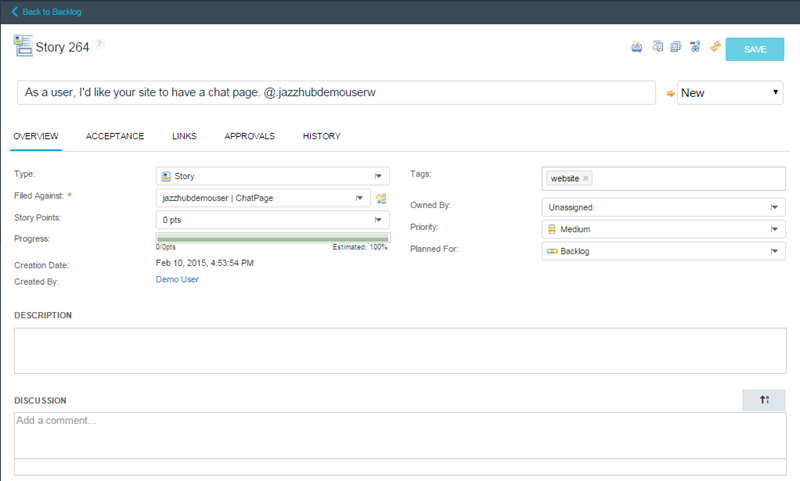 Back to Backlog
Story 264 ?
SAVE
As a user, I'd like your site to have a chat page. @:jazzhubdemouserw
New
OVERVIEW ACCEPTANCE LINKS APPROVALS HISTORY
Type: Story
Filed Against: * jazzhubdemouser | ChatPage
Story Points: 0 pts
Progress: 0/0pts Estimated: 100%
Creation Date: Feb 10, 2015, 4:53:54 PM
Created By: Demo User
Tags: website ×
Owned By: Unassigned
Priority: Medium
Planned For: Backlog
DESCRIPTION
DISCUSSION
Add a comment...